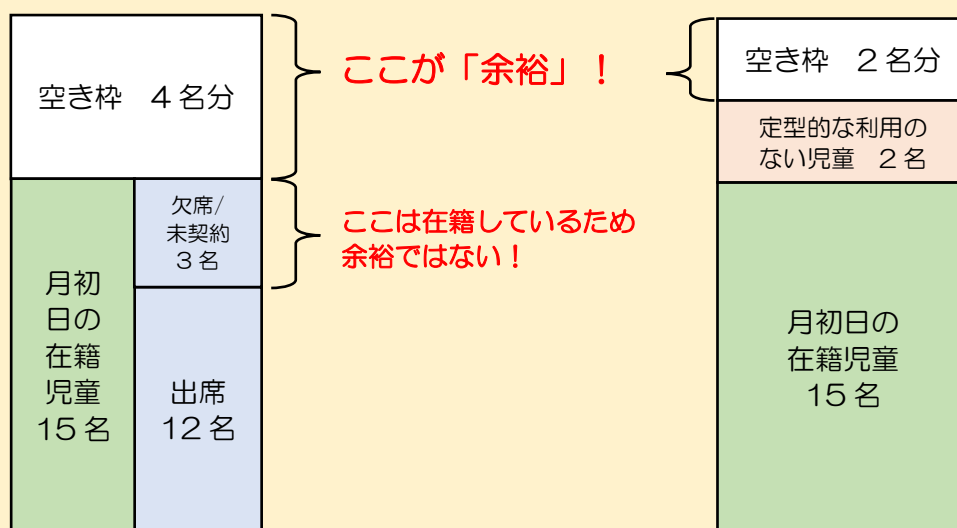 空き枠　４名分
欠席/
未契約
３名
月初
日の
在籍
児童
15名
出席
12名
ここが「余裕」！
ここは在籍しているため
余裕ではない！
空き枠　２名分
定型的な利用の
ない児童　２名
月初日の
在籍児童
15名